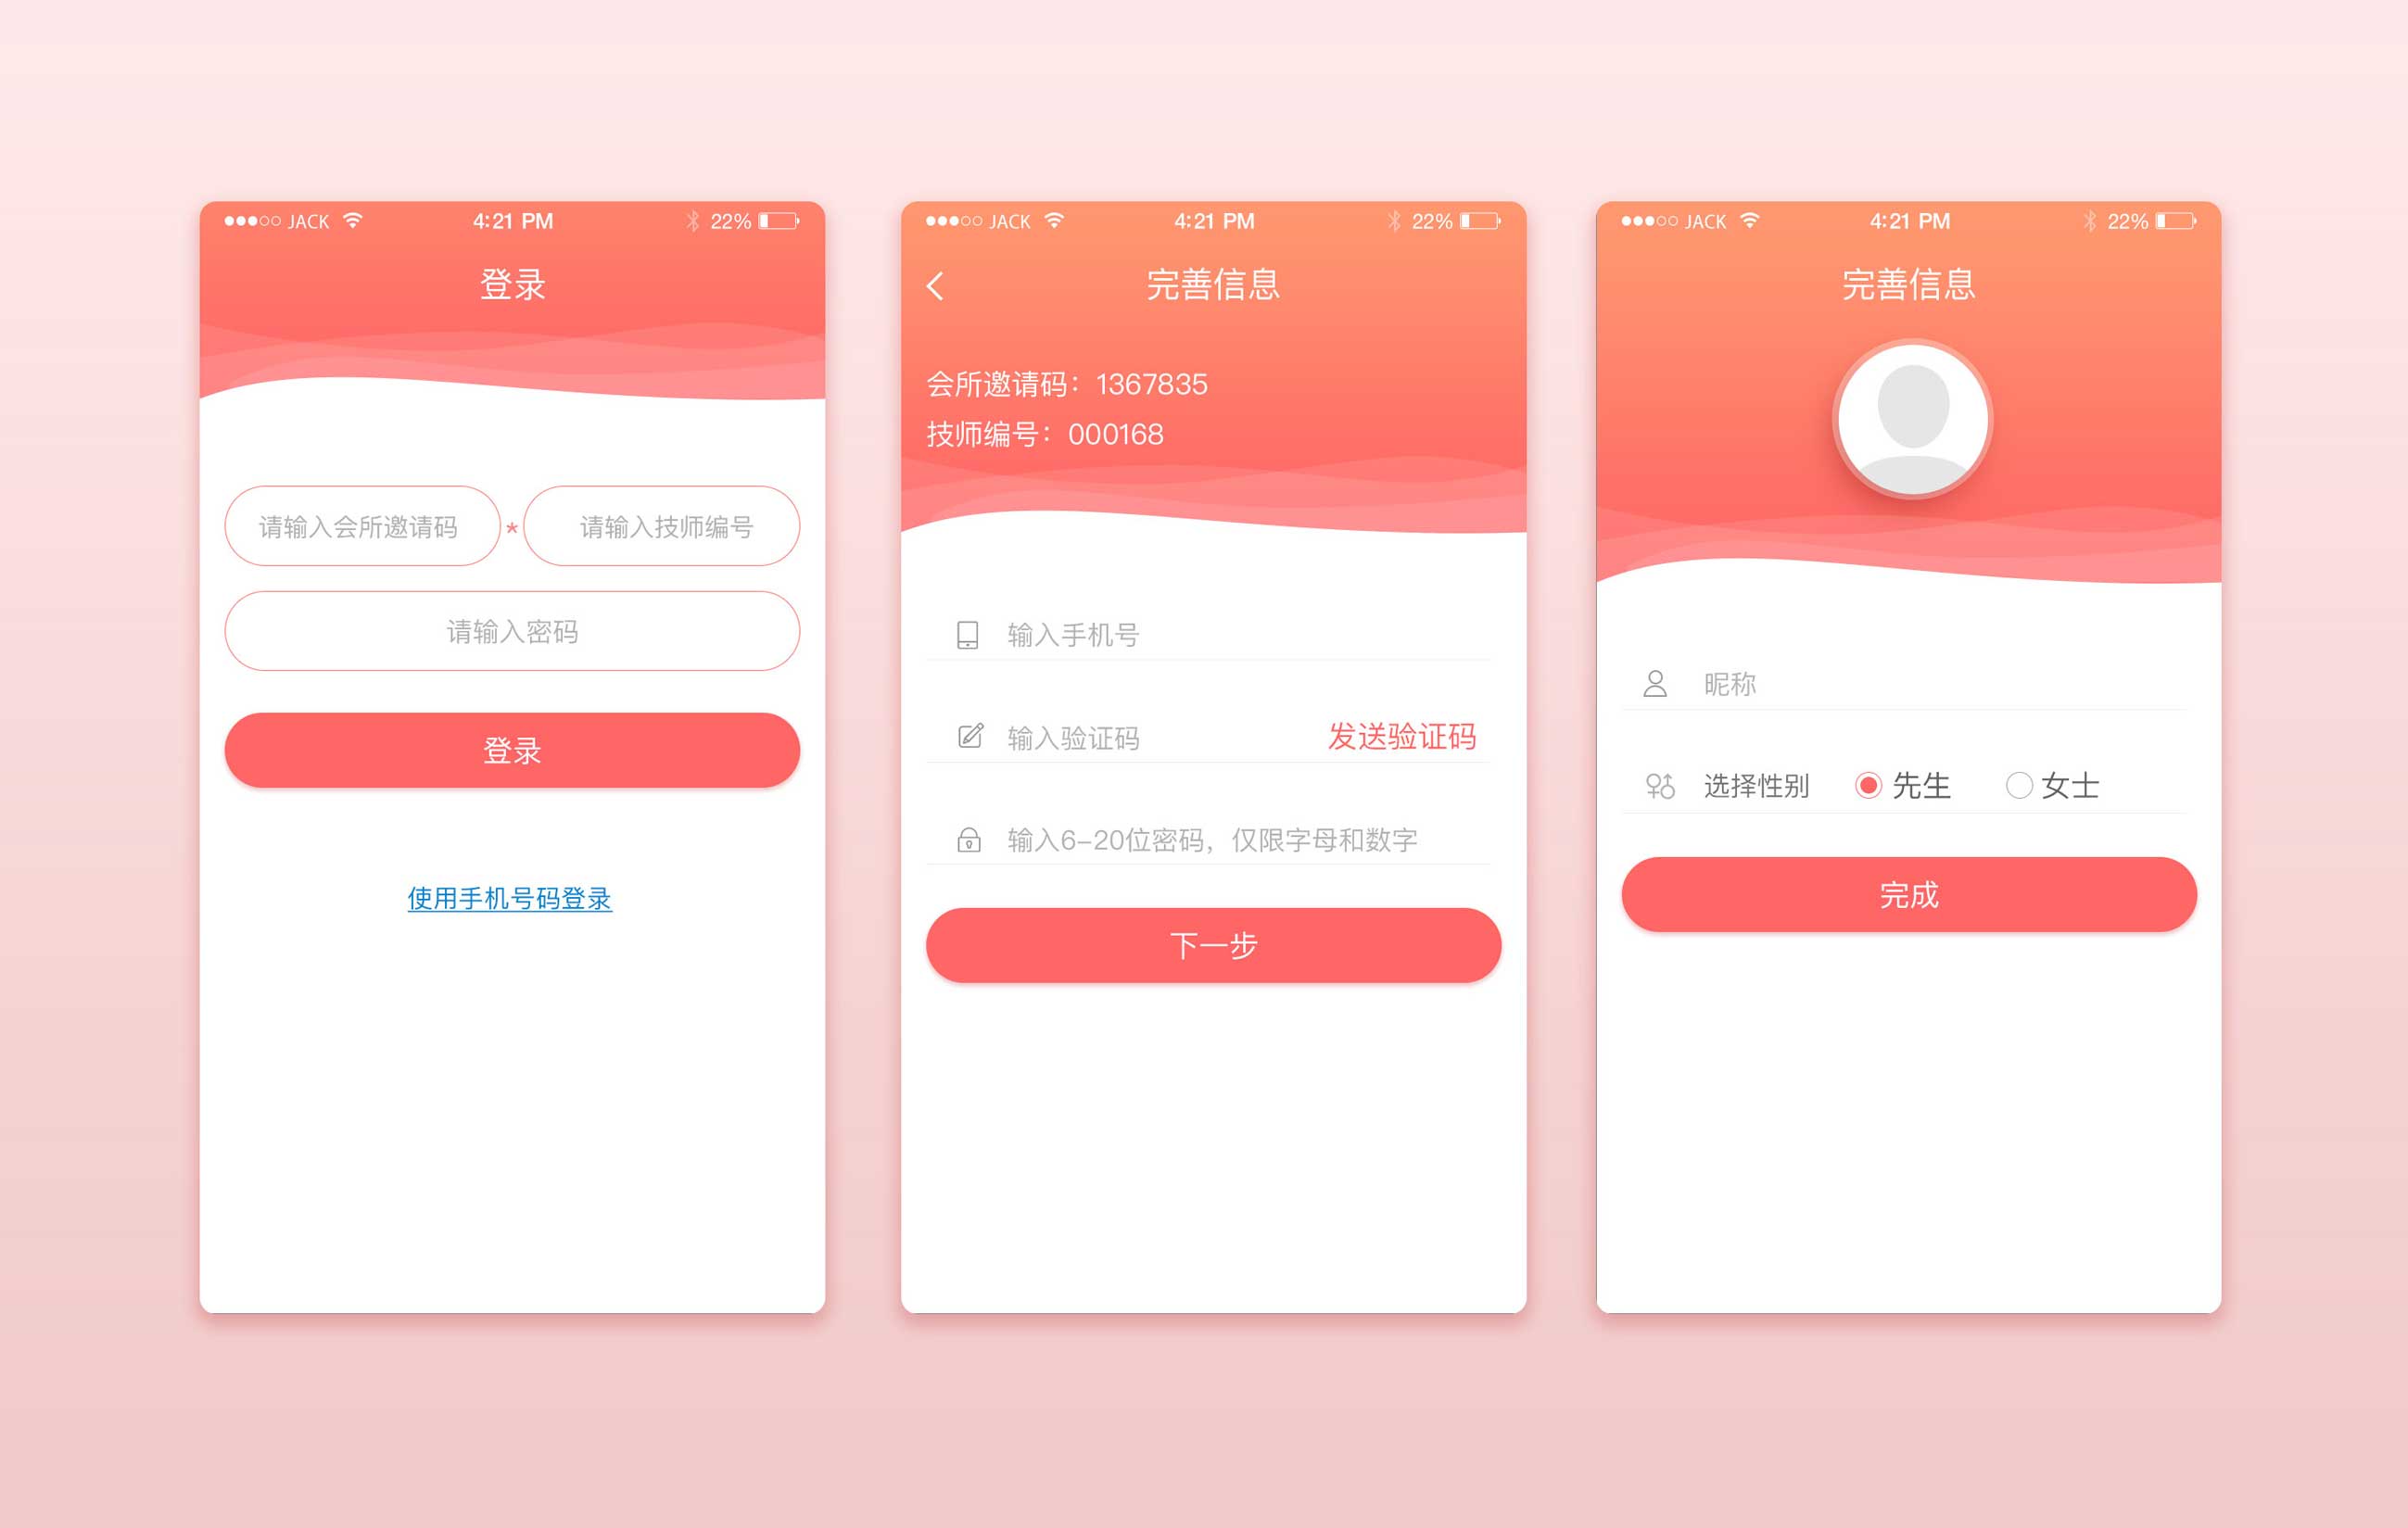 JACK 4:21 PM 22%
登录
请输入会所邀请码 * 请输入技师编号
请输入密码
登录
使用手机号码登录
JACK 4:21 PM 22%
完善信息
会所邀请码：1367835
技师编号：000168
输入手机号
输入验证码 发送验证码
输入6-20位密码，仅限字母和数字
下一步
JACK 4:21 PM 22%
完善信息
昵称
选择性别 先生 女士
完成